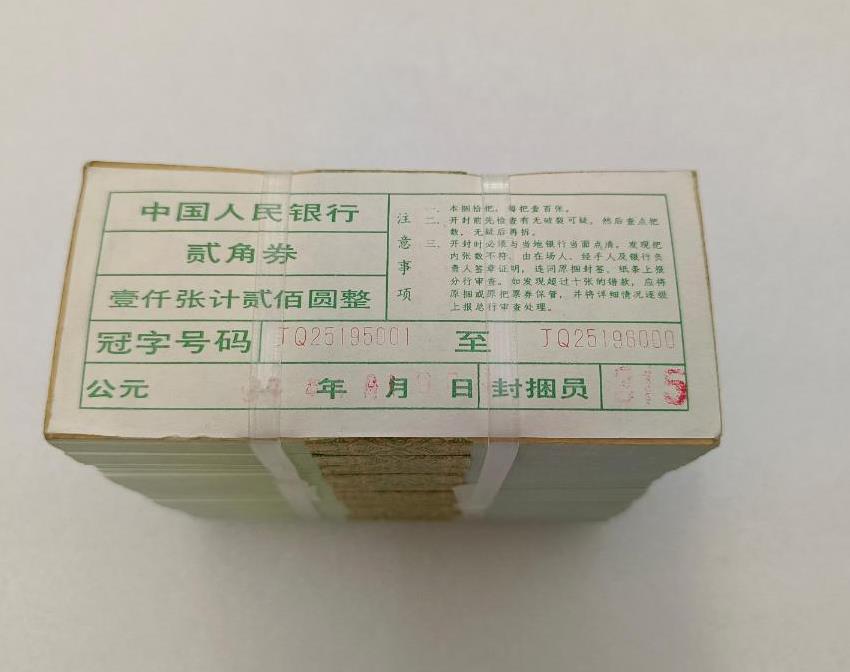 中国人民银行
贰角券
壹仟张计贰佰圆整
注意事项
一、本捆拾把，每把壹百张。
二、开封前先检查有无破裂可疑，然后查点把
数，无疑后再拆。
三、开封时必须与当地银行当面点清，发现把
内张数不符，由在场人、经手人及银行负
责人签章证明，连同原捆封签、纸条上报
分行审查。如发现超过十张的错款，应将
原捆或原把票券保管，并将详细情况逐级
上报总行审查处理。
冠字号码 JQ25195001 至 JQ25196000
公元 年 月 日 封捆员